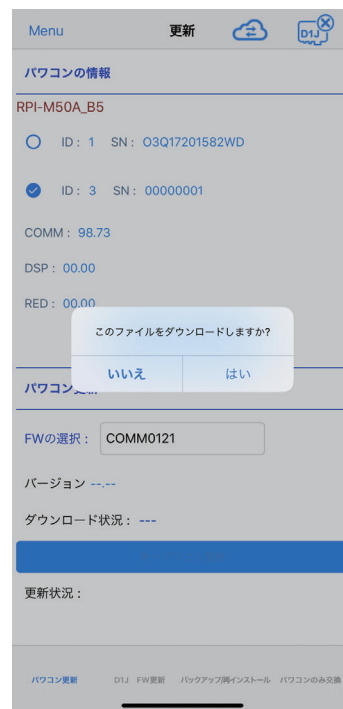 Menu 更新 D1J
パワコンの情報
RPI-M50A_B5
ID： 1 SN： O3Q17201582WD
ID： 3 SN： 00000001
COMM： 98.73
DSP： 00.00
RED： 00.00
このファイルをダウンロードしますか?
いいえ はい
パワコン更新
FWの選択： COMM0121
バージョン --.--
ダウンロード状況： ---
更新状況：
パワコン更新 D1J FW更新 バックアップ/再インストール パワコンのみ交換